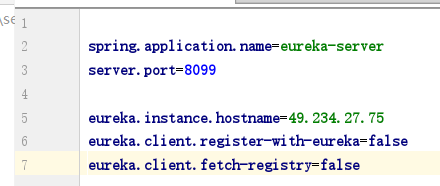 \se
1
2 spring.application.name=eureka-server
3 server.port=8099
4
5 eureka.instance.hostname=49.234.27.75
6 eureka.client.register-with-eureka=false
7 eureka.client.fetch-registry=false